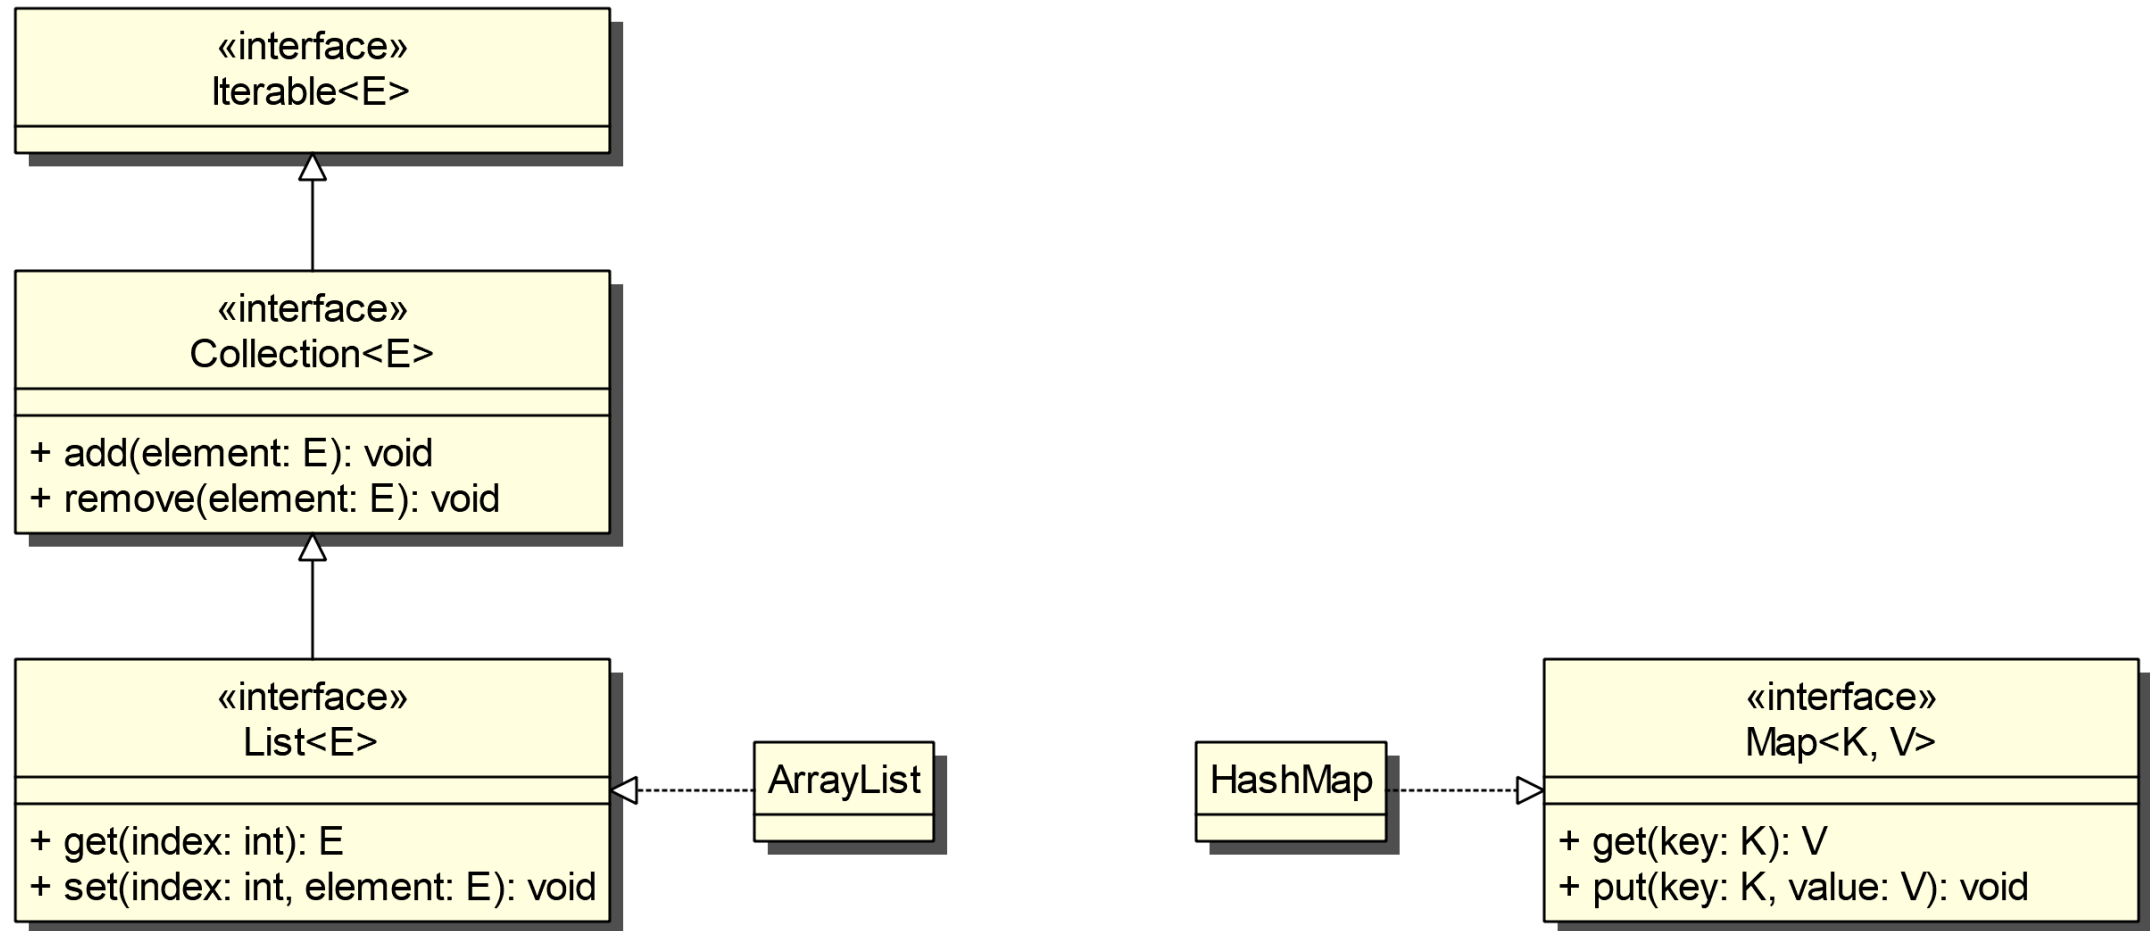 «interface»
Iterable<E>
«interface»
Collection<E>
+ add(element: E): void
+ remove(element: E): void
«interface»
List<E>
+ get(index: int): E
+ set(index: int, element: E): void
ArrayList
HashMap
«interface»
Map<K, V>
+ get(key: K): V
+ put(key: K, value: V): void